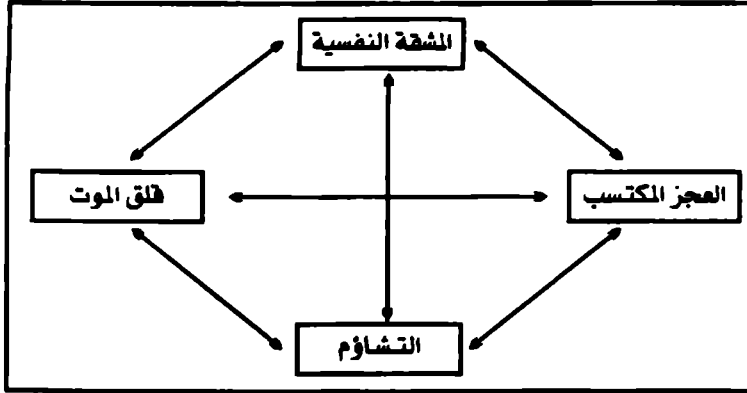 المشقة النفسية
العجز المكتسب
قلق الموت
التشاؤم